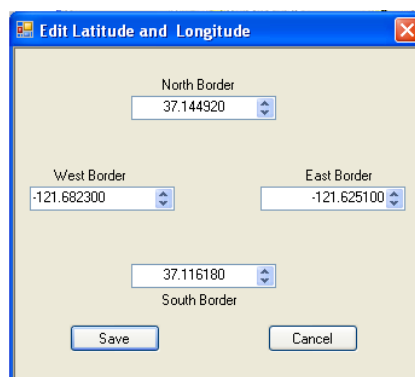 Edit Latitude and Longitude
North Border
37.144920
West Border
East Border
-121.682300
-121.625100
37.116180
South Border
Save
Cancel